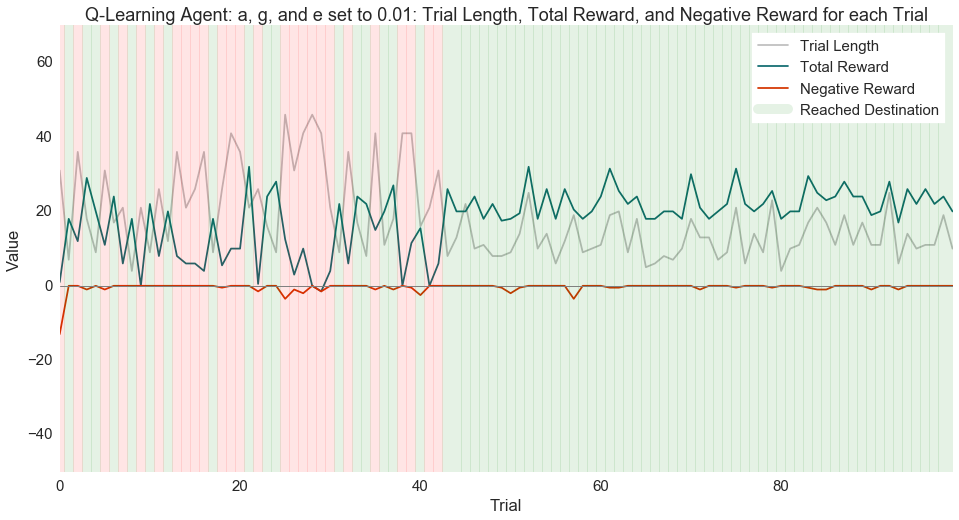 Q-Learning Agent: a, g, and e set to 0.01: Trial Length, Total Reward, and Negative Reward for each Trial
Trial Length
Total Reward
Negative Reward
Reached Destination
Value
60
40
20
0
−20
−40
0
20
40
60
80
Trial